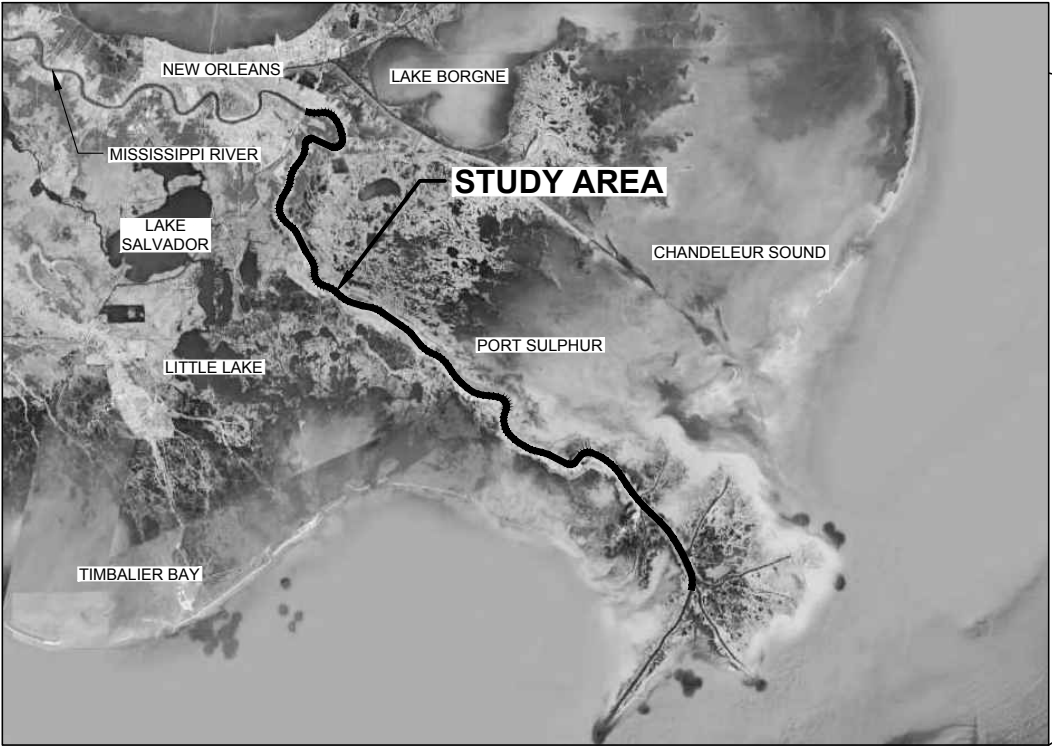 NEW ORLEANS
LAKE BORGNE
MISSISSIPPI RIVER
STUDY AREA
LAKE
SALVADOR
CHANDELEUR SOUND
PORT SULPHUR
LITTLE LAKE
TIMBALIER BAY